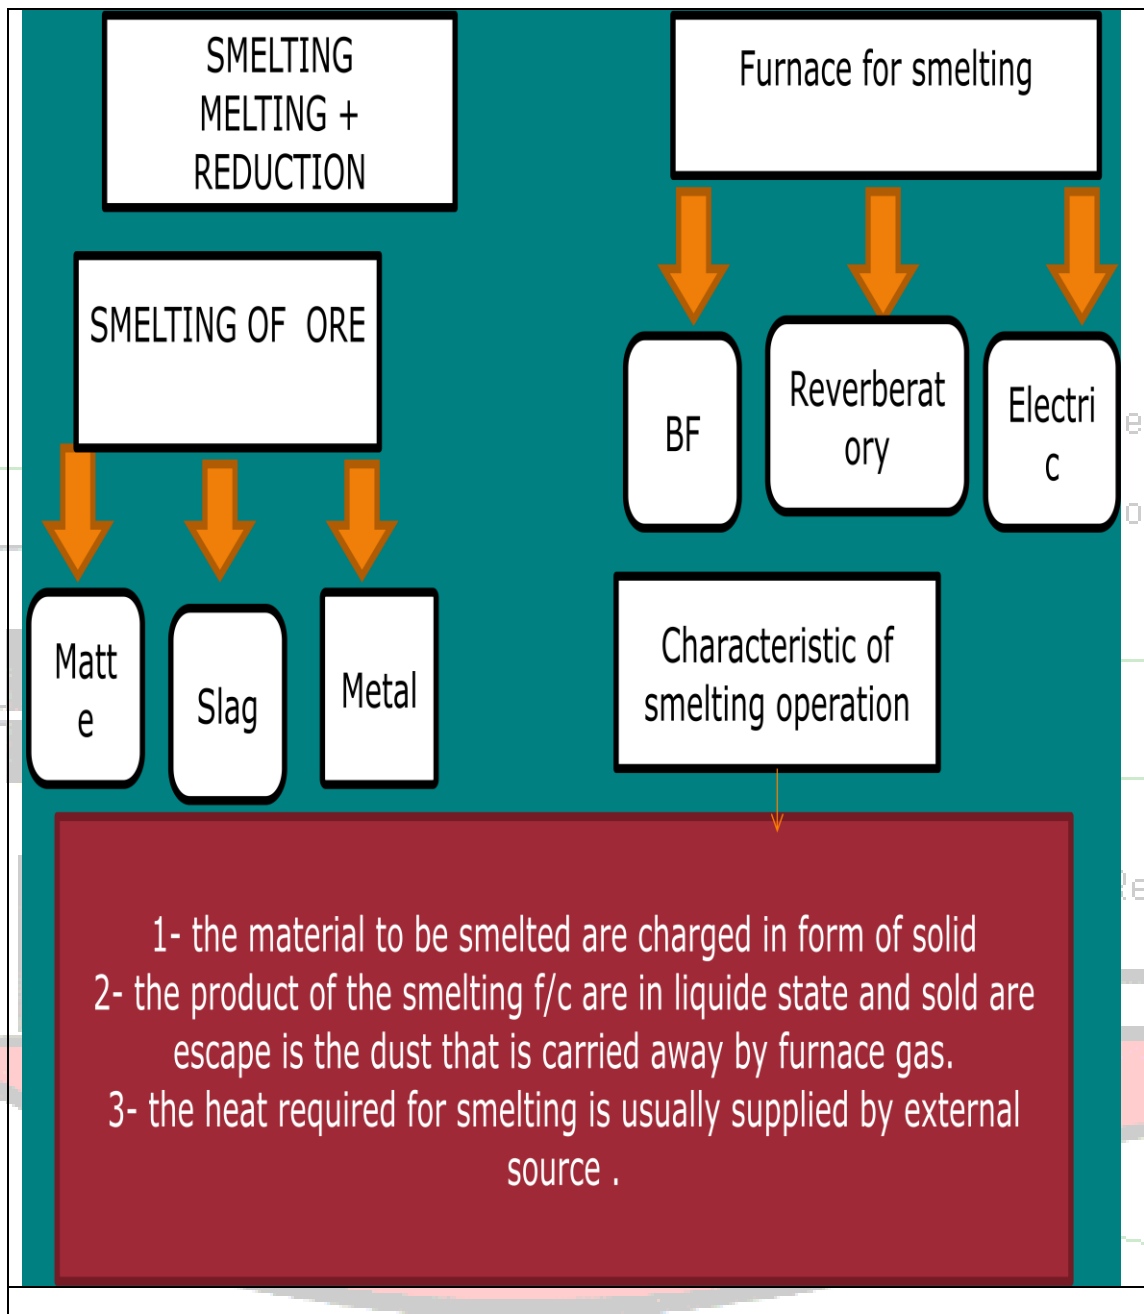 SMELTING
MELTING +
REDUCTION
Furnace for smelting
SMELTING OF ORE
BF
Reverberat
ory
Electri
c
Matt
e
Slag
Metal
Characteristic of
smelting operation
1- the material to be smelted are charged in form of solid
2- the product of the smelting f/c are in liquide state and sold are
escape is the dust that is carried away by furnace gas.
3- the heat required for smelting is usually supplied by external
source .